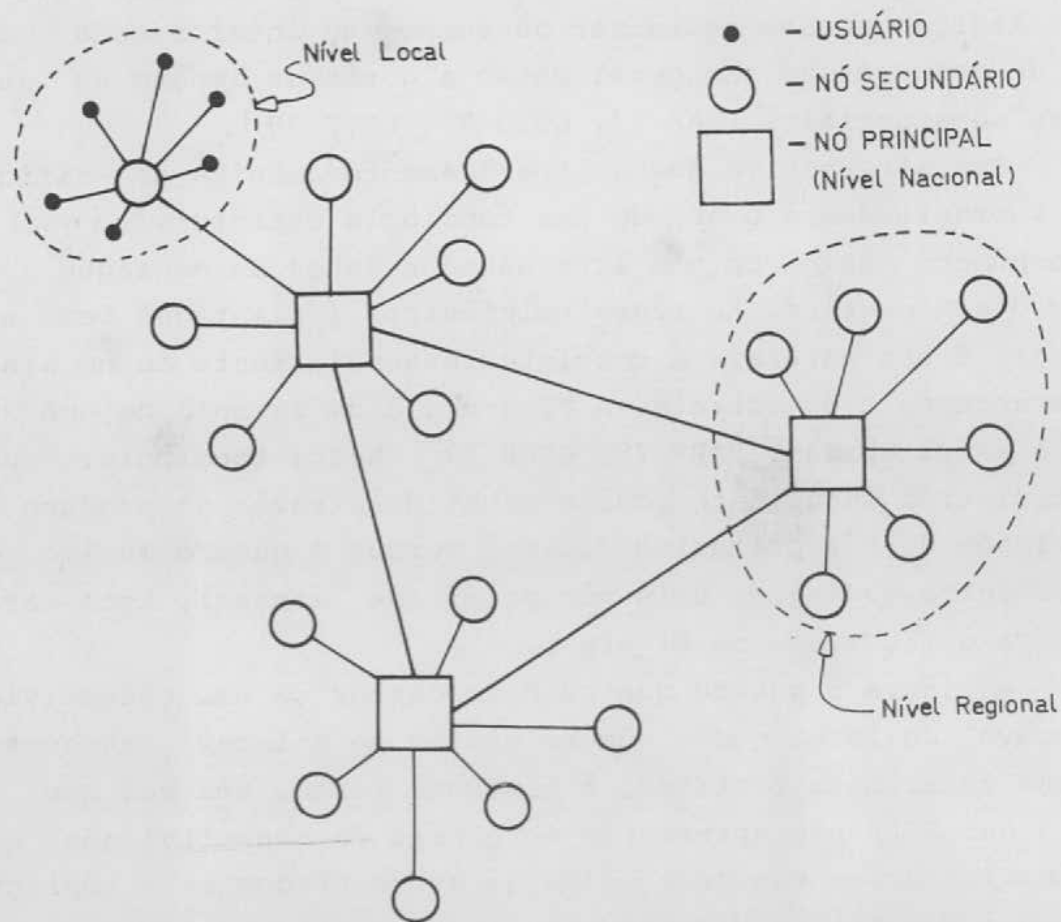 Nível Local
– USUÁRIO
– NÓ SECUNDÁRIO
– NÓ PRINCIPAL
(Nível Nacional)
Nível Regional